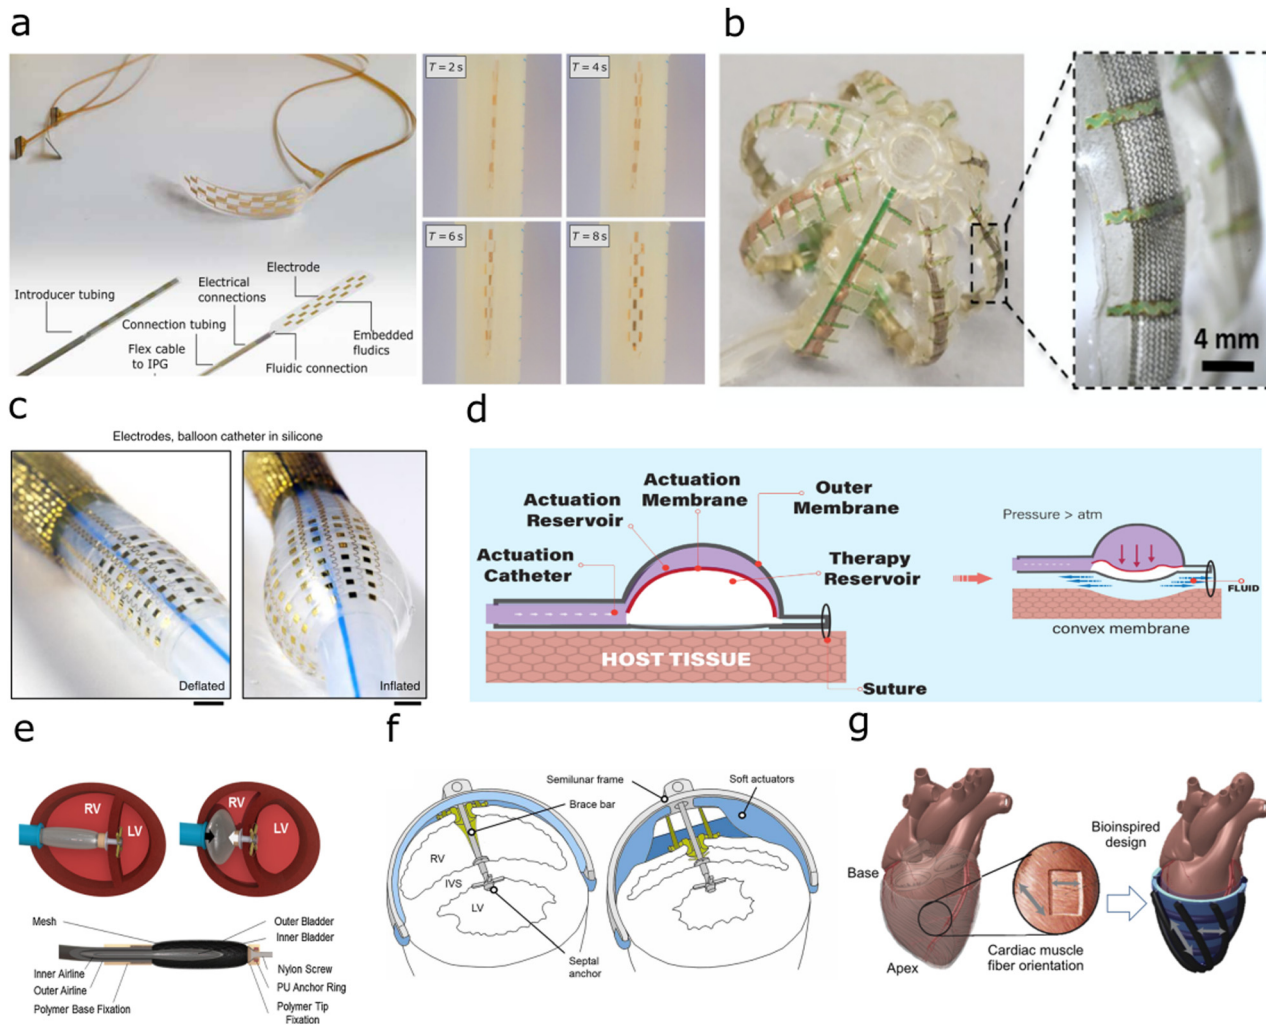 a
T = 2 s
T = 4 s
T = 6 s
T = 8 s
Introducer tubing
Electrical
connections
Electrode
Connection tubing
Flex cable
to IPG
Fluidic connection
Embedded
fludics
b
4 mm
c
Electrodes, balloon catheter in silicone
Deflated
Inflated
d
Actuation
Reservoir
Actuation
Membrane
Outer
Membrane
Actuation
Catheter
Therapy
Reservoir
HOST TISSUE
Suture
Pressure > atm
FLUID
convex membrane
e
RV
LV
RV
LV
Mesh
Outer Bladder
Inner Bladder
Inner Airline
Outer Airline
Polymer Base Fixation
Nylon Screw
PU Anchor Ring
Polymer Tip
Fixation
f
Semilunar frame
Soft actuators
Brace bar
RV
IVS
LV
Septal
anchor
g
Base
Apex
Cardiac muscle
fiber orientation
Bioinspired
design